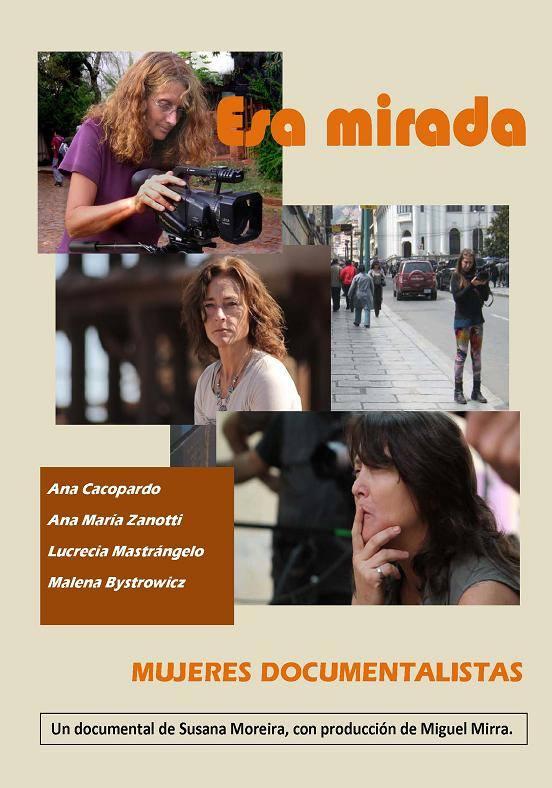 Esa mirada
Ana Cacopardo
Ana María Zanotti
Lucrecia Mastrángelo
Malena Bystrowicz
MUJERES DOCUMENTALISTAS
Un documental de Susana Moreira, con producción de Miguel Mirra.